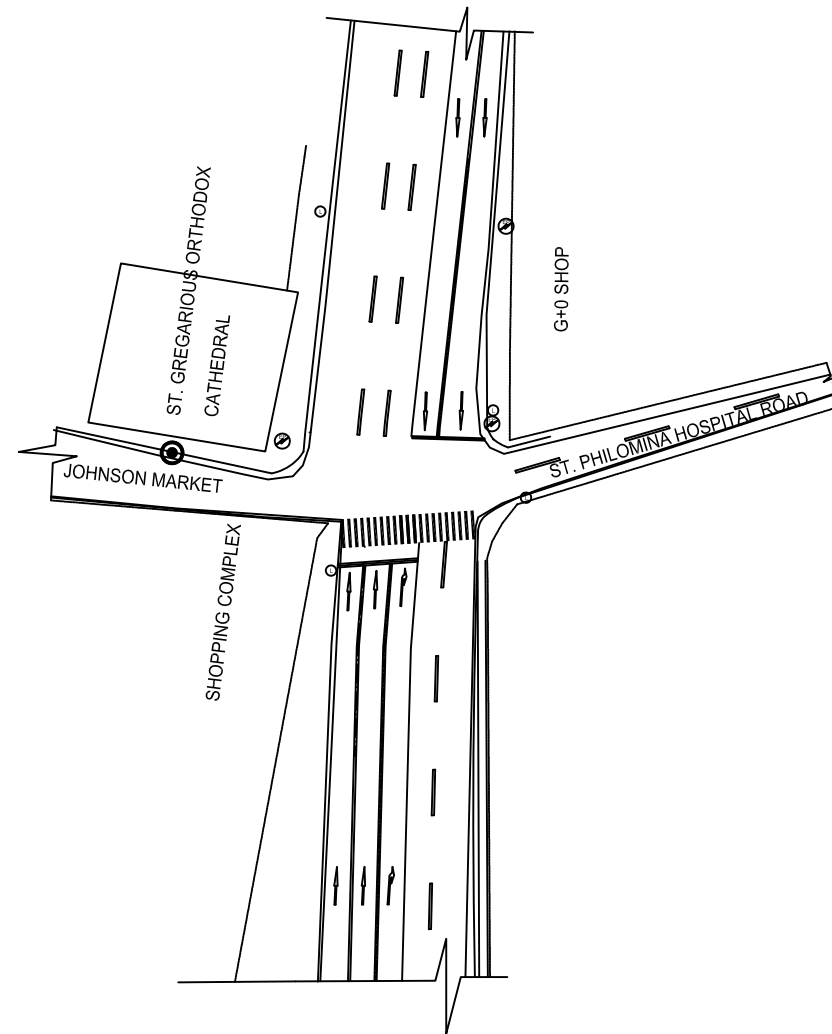 ST. GREGARIOUS ORTHODOX
CATHEDRAL
G+0 SHOP
JOHNSON MARKET
ST. PHILOMINA HOSPITAL ROAD
SHOPPING COMPLEX